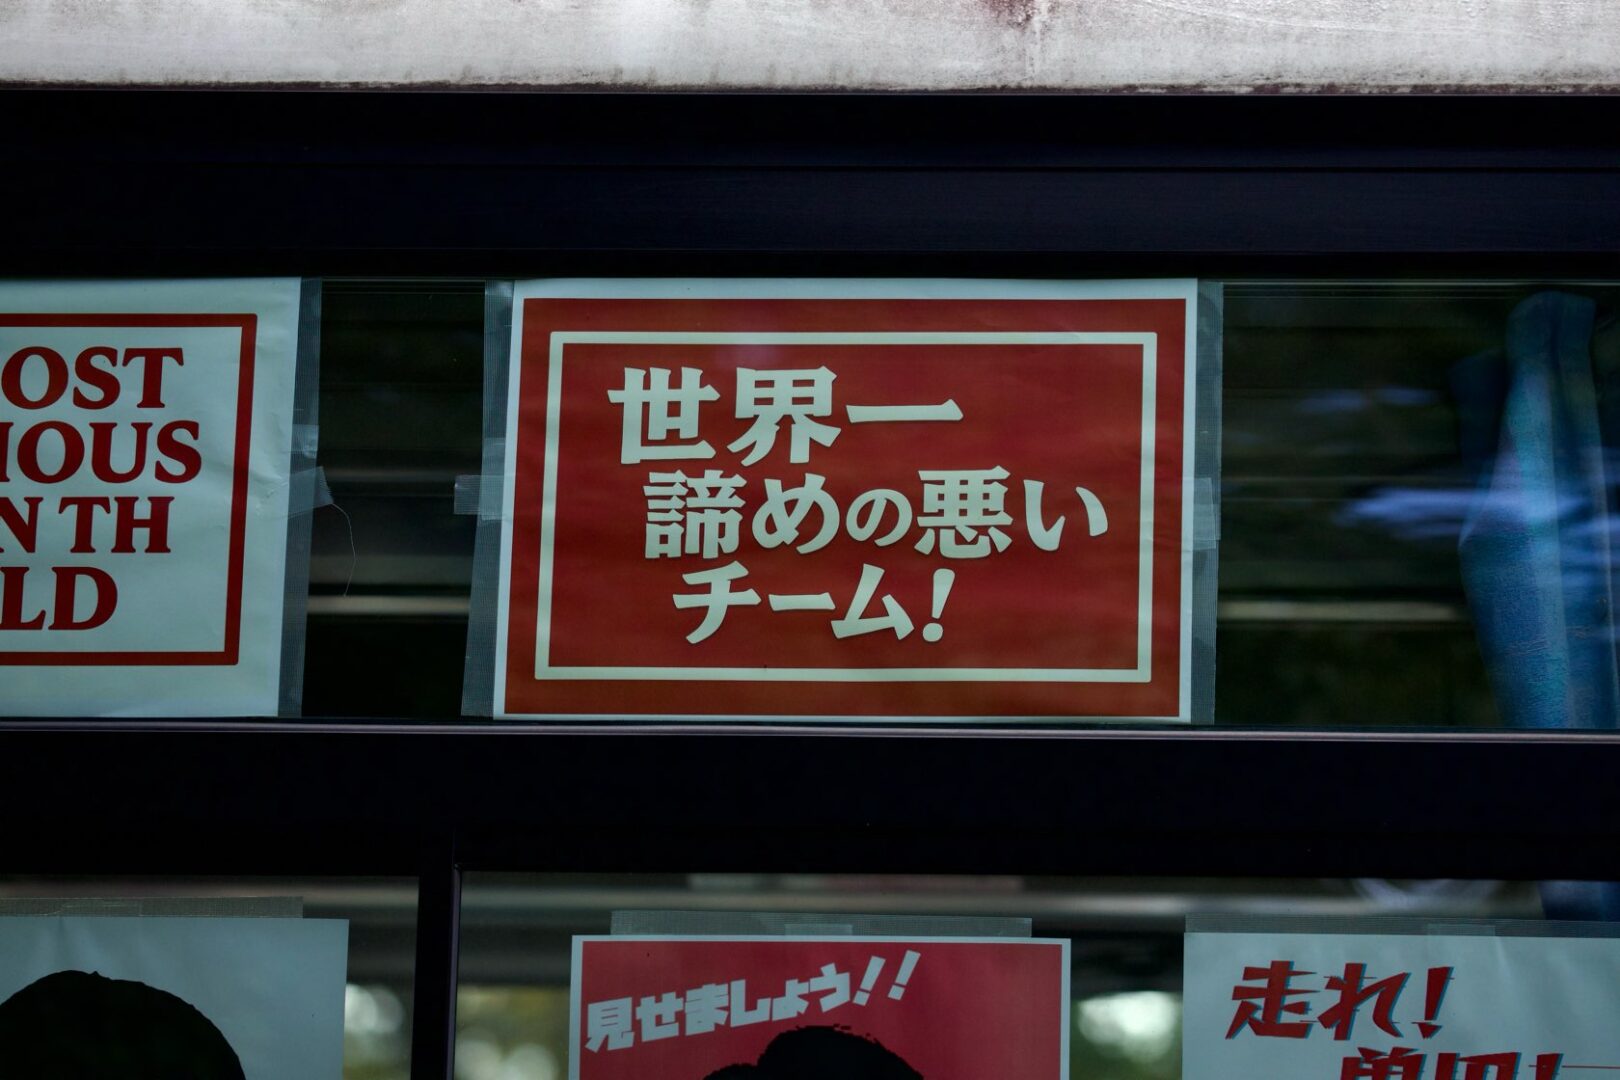 OST
IOUS
N TH
LD
世界一
諦めの悪い
チーム!
見せましょう!!
走れ!